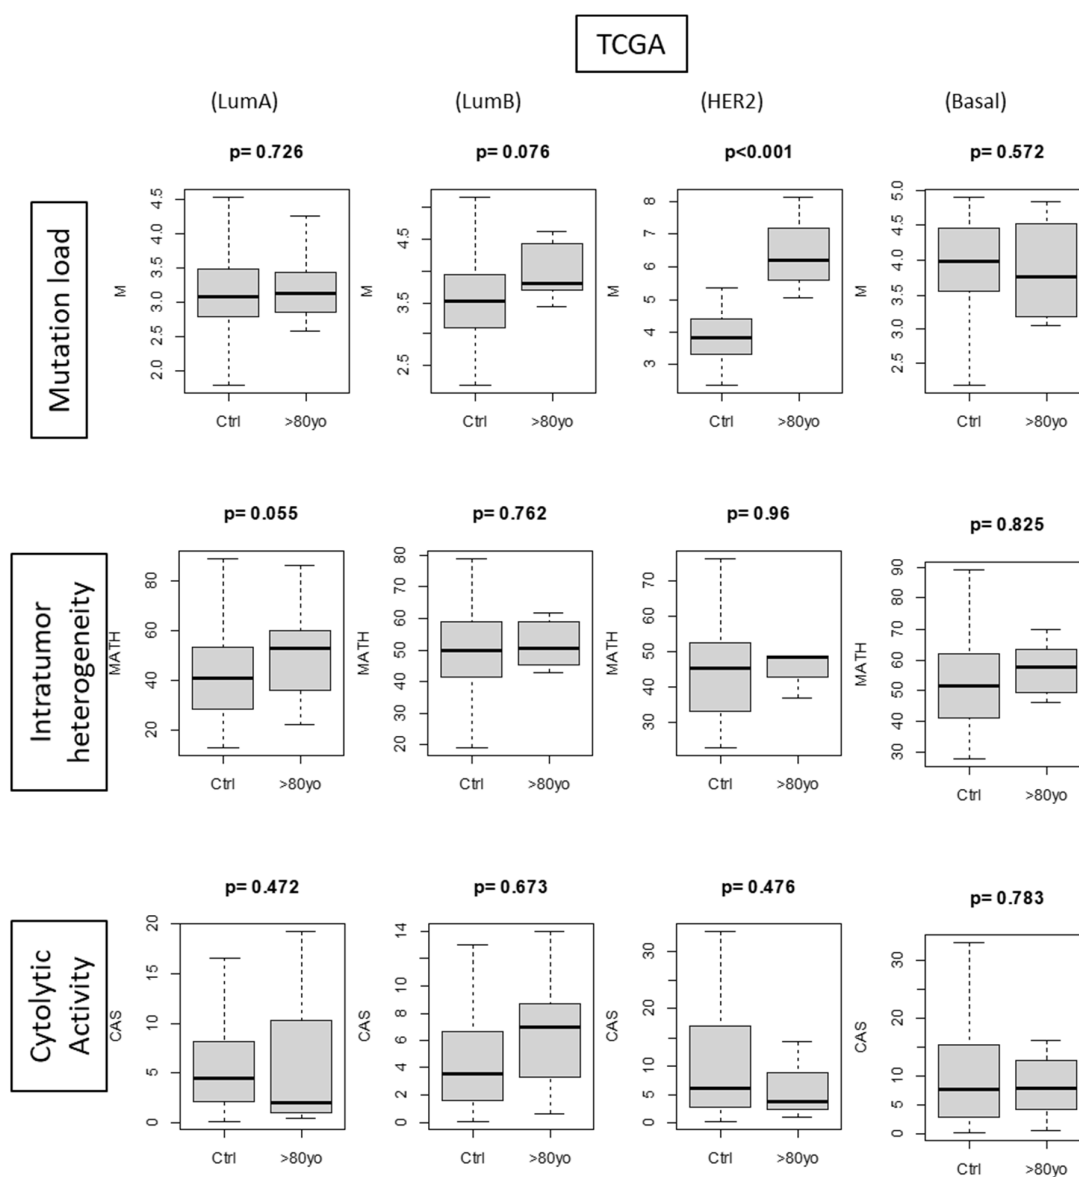 TCGA
(LumA) (LumB) (HER2) (Basal)
p= 0.726 p= 0.076 p<0.001 p= 0.572
Mutation load
M
4.5
4.0
3.5
3.0
2.5
2.0
Ctrl >80yo
M
4.5
3.5
2.5
Ctrl >80yo
M
8
7
6
5
4
3
Ctrl >80yo
M
5.0
4.5
4.0
3.5
3.0
2.5
Ctrl >80yo
p= 0.055 p= 0.762 p= 0.96 p= 0.825
Intratumor
heterogeneity
MATH
80
60
40
20
Ctrl >80yo
MATH
80
70
60
50
40
30
20
Ctrl >80yo
MATH
70
60
50
40
30
Ctrl >80yo
MATH
90
80
70
60
50
40
30
Ctrl >80yo
p= 0.472 p= 0.673 p= 0.476 p= 0.783
Cytolytic
Activity
CAS
20
15
10
5
0
Ctrl >80yo
CAS
14
10
8
6
4
2
0
Ctrl >80yo
CAS
30
20
10
5
0
Ctrl >80yo
CAS
30
20
10
5
0
Ctrl >80yo